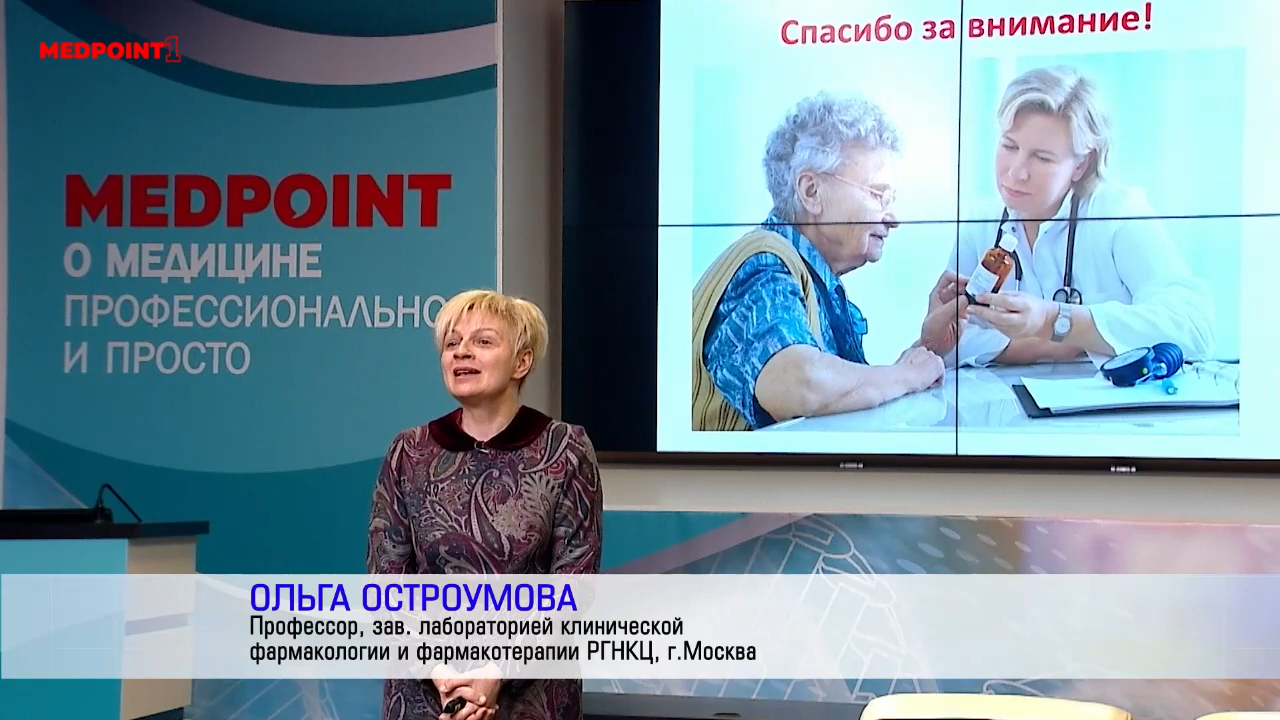 MEDPOINT1
Спасибо за внимание!
MEDPOINT
О МЕДИЦИНЕ
ПРОФЕССИОНАЛЬНО
И ПРОСТО
ОЛЬГА ОСТРОУМОВА
Профессор, зав. лабораторией клинической
фармакологии и фармакотерапии РГНКЦ, г.Москва